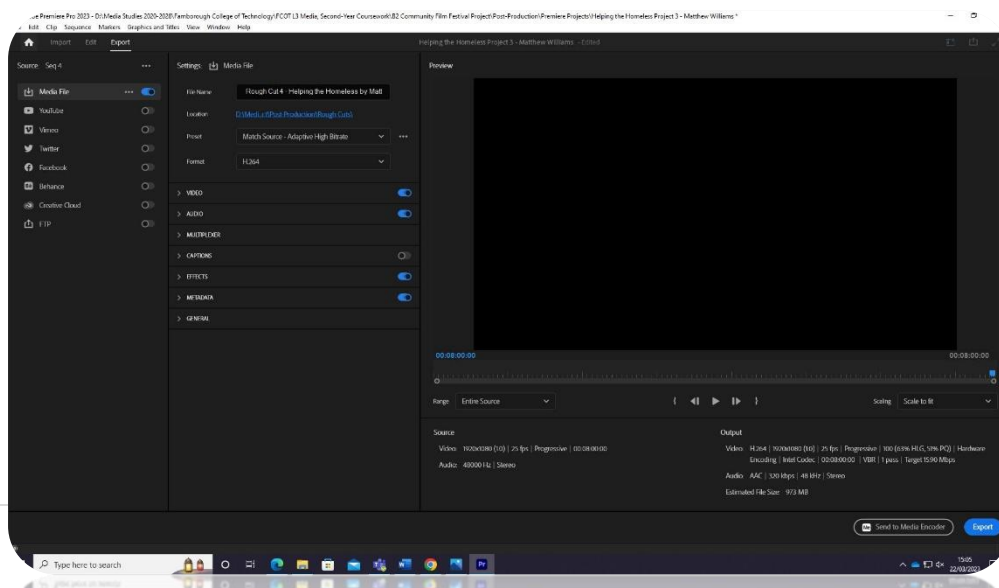 Premiere Pro 2023 - D:\Media Studies 2020-2023\Farnborough College of Technology\FCOT L3 Media, Second-Year Coursework\B2 Community Film Festival Project\Post-Production\Premiere Projects\Helping the Homeless Project 3 - Matthew Williams *
Edit Clip Sequence Markers Graphics and Titles View Window Help
Import Edit Export
Helping the Homeless Project 3 - Matthew Williams - Edited
Source Seq 4
Settings Media File
Preview
Media File
File Name Rough Cut 4 - Helping the Homeless by Matt
YouTube
Location
Vimeo
Preset Match Source - Adaptive High Bitrate
Twitter
Format H.264
Facebook
Behance
VIDEO
Creative Cloud
AUDIO
FTP
MULTIPLEXER
CAPTIONS
EFFECTS
METADATA
GENERAL
00:08:00:00 00:08:00:00
Range Entire Source
Scaling Scale to fit
Source
Video: 1920x1080 (1.0) | 25 fps | Progressive | 00:08:00:00
Audio: 48000 Hz | Stereo
Output
Video: H.264 | 1920x1080 (1.0) | 25 fps | Progressive | 100 (63% HLG, 51% PQ) | Hardware
Encoding | Intel Codec | 00:08:00:00 | VBR | 1 pass | Target 15.90 Mbps
Audio: AAC | 320 kbps | 48 kHz | Stereo
Estimated File Size: 973 MB
Send to Media Encoder Export
Type here to search
15:05
22/03/2023